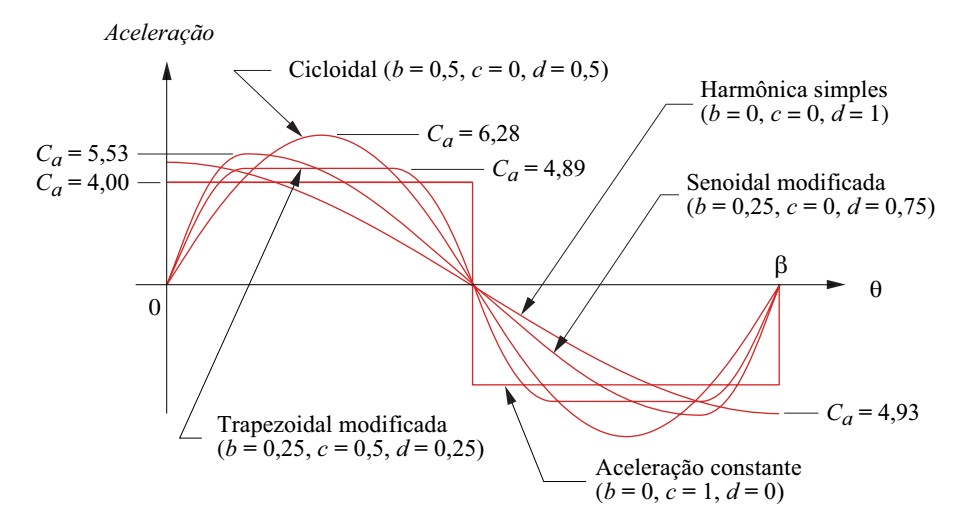 Aceleração
Cicloidal (b = 0,5, c = 0, d = 0,5)
Harmônica simples
(b = 0, c = 0, d = 1)
C_a = 6,28
C_a = 5,53
C_a = 4,89
C_a = 4,00
Senoidal modificada
(b = 0,25, c = 0, d = 0,75)
β
θ
0
C_a = 4,93
Trapezoidal modificada
(b = 0,25, c = 0,5, d = 0,25)
Aceleração constante
(b = 0, c = 1, d = 0)